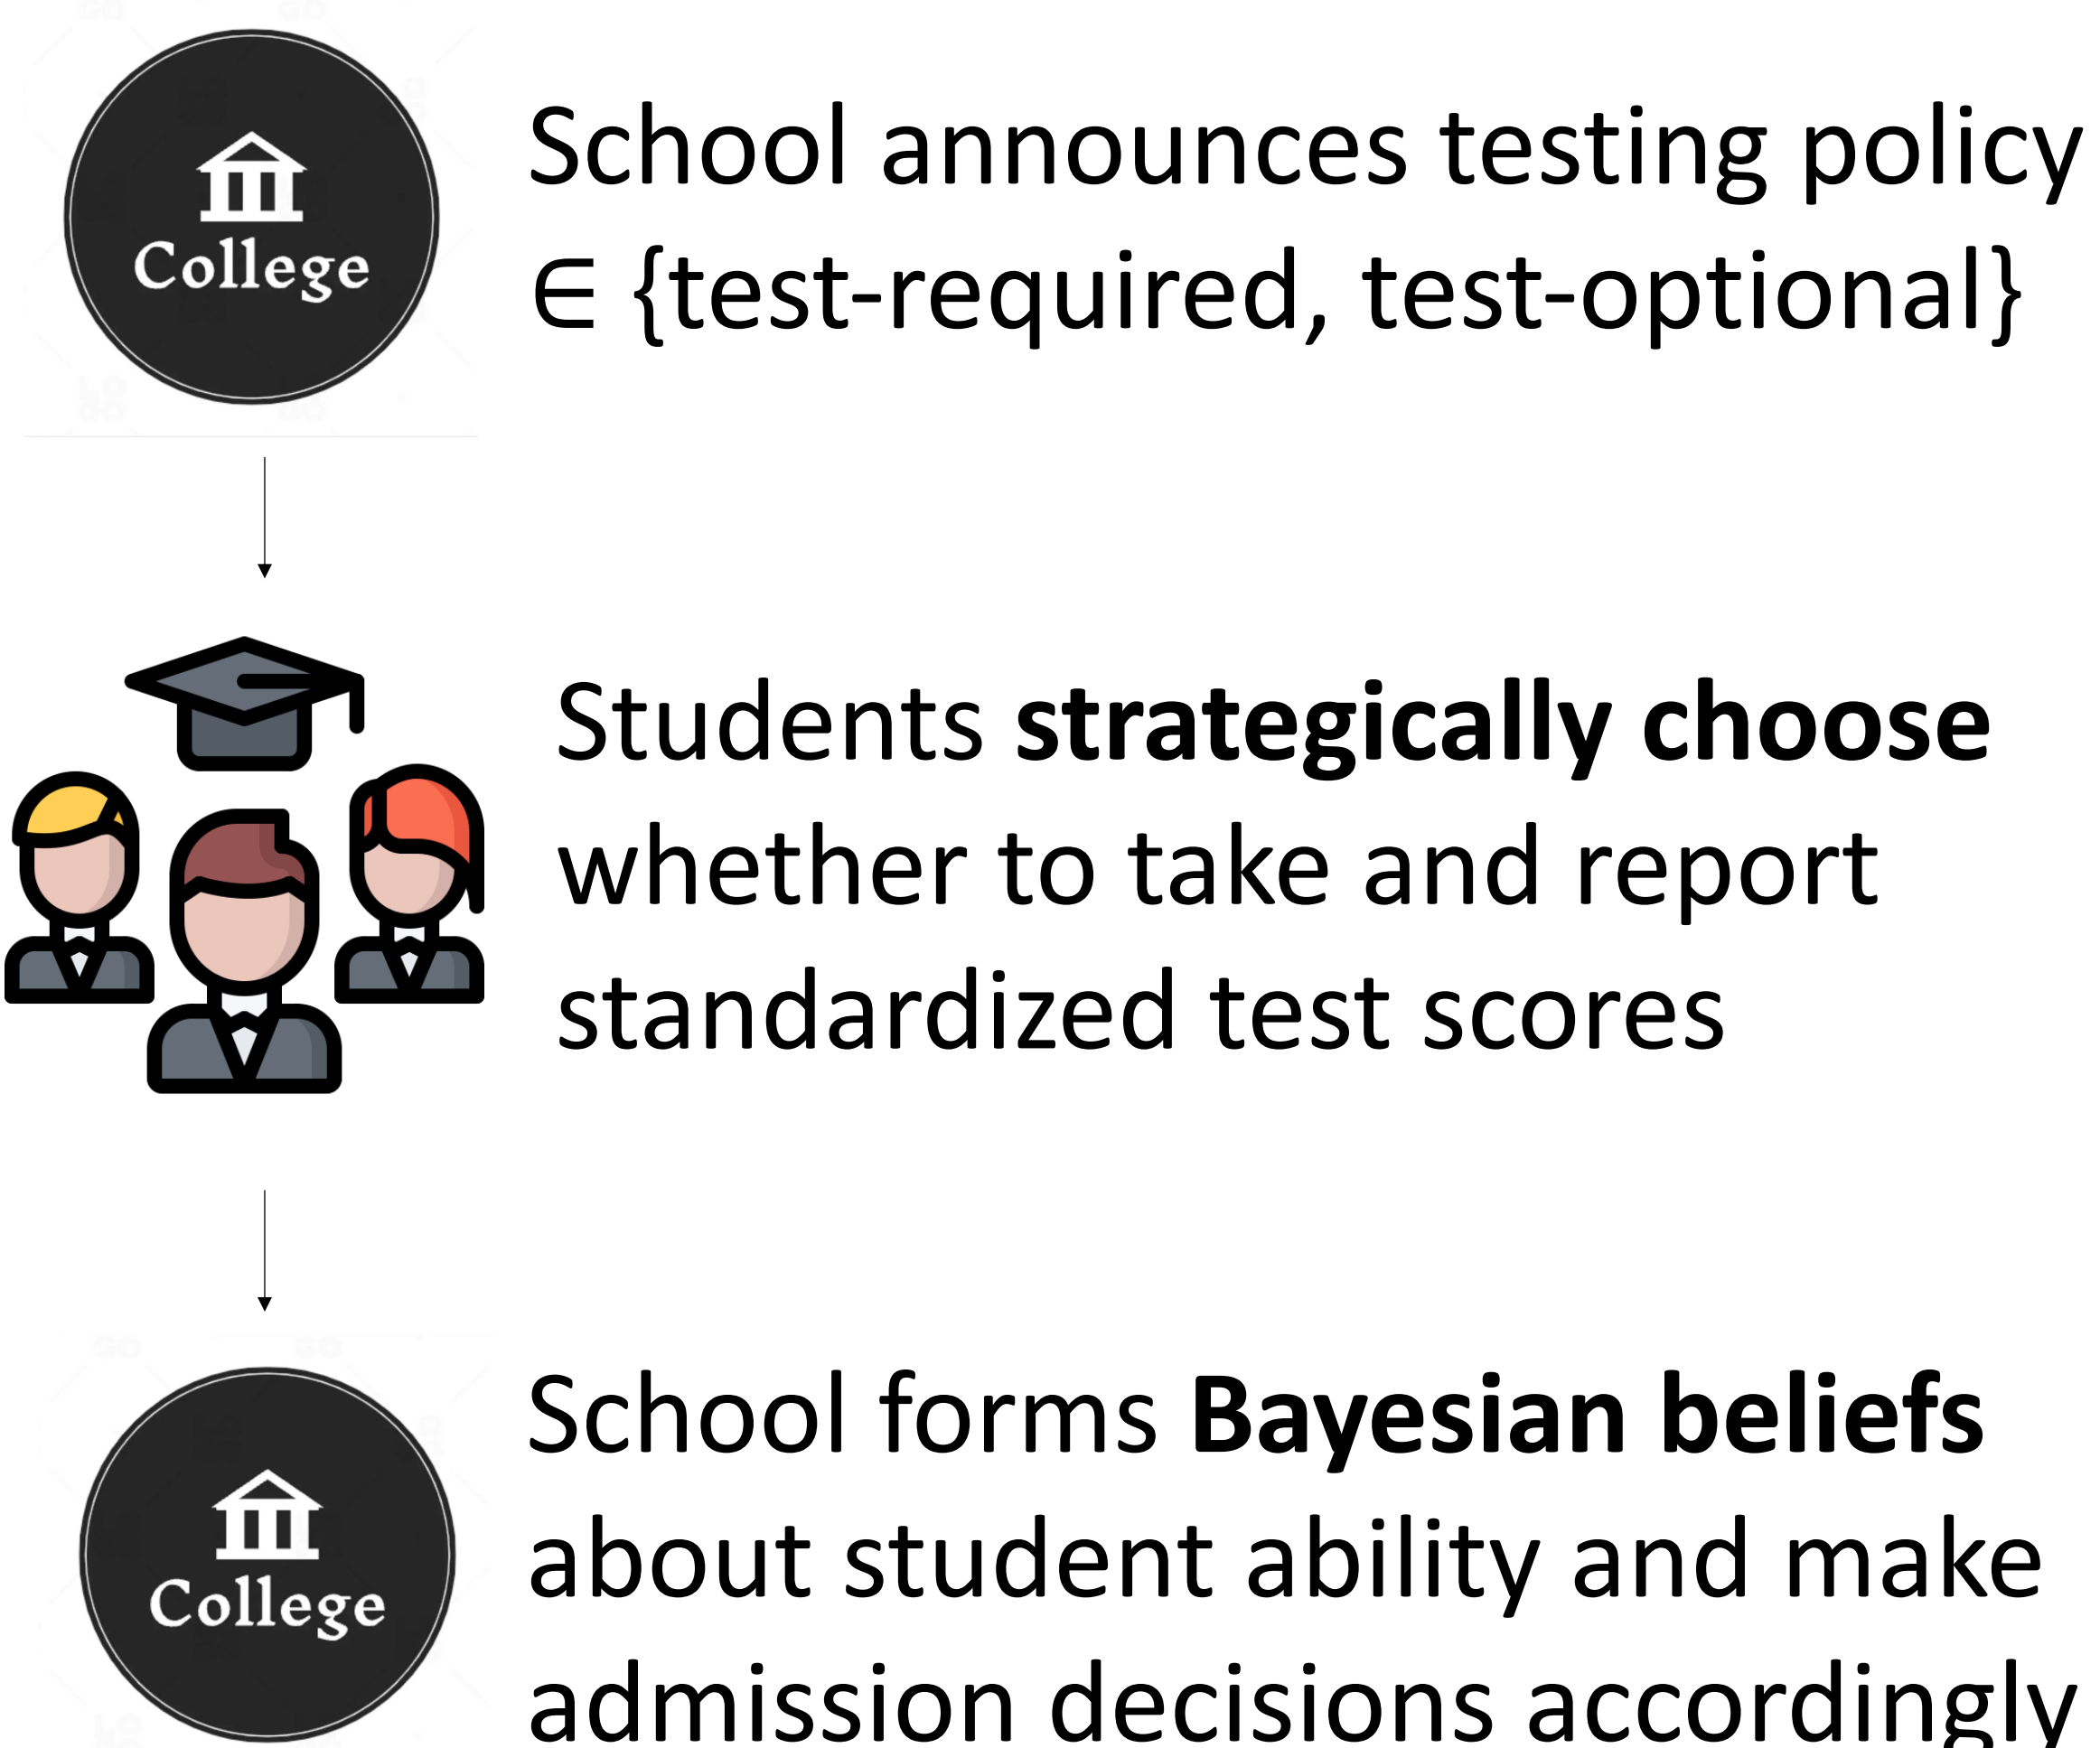 College
School announces testing policy
∈ {test-required, test-optional}
Students strategically choose
whether to take and report
standardized test scores
College
School forms Bayesian beliefs
about student ability and make
admission decisions accordingly